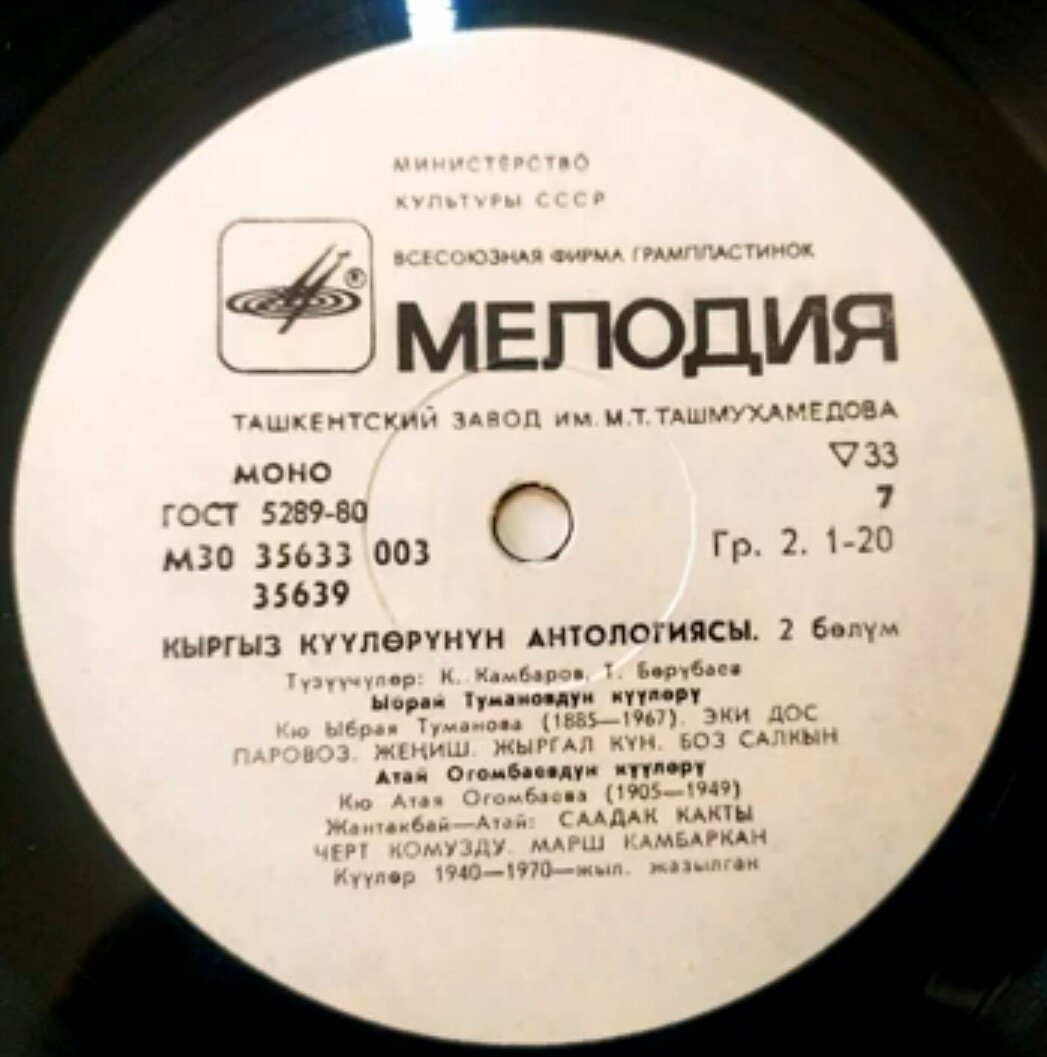 МИНИСТЕРСТВО
КУЛЬТУРЫ СССР
ВСЕСОЮЗНАЯ ФИРМА ГРАМПЛАСТИНОК
®
МЕЛОДИЯ
ТАШКЕНТСКИЙ ЗАВОД ИМ. М.Т. ТАШМУХАМЕДОВА
МОНО ▽33
ГОСТ 5289-80 7
М30 35633 003 Гр. 2. 1-20
35639
КЫРГЫЗ КҮҮЛӨРҮНҮН АНТОЛОГИЯСЫ. 2 бөлүм
Түзүүчүлөр: К. Камбаров, Т. Бөрүбаев
Ыбрай Тумановдун күүлөрү
Кю Ыбрая Туманова (1885—1967). ЭКИ ДОС
ПАРОВОЗ. ЖЕҢИШ. ЖЫРГАЛ КҮН. БОЗ САЛКЫН
Атай Огомбаевдүн күүлөрү
Кю Атая Огомбаева (1905—1949)
Жантакбай—Атай: СААДАК КАКТЫ
ЧЕРТ КОМУЗДУ. МАРШ КАМБАРКАН
Күүлөр 1940—1970—жыл. жазылган